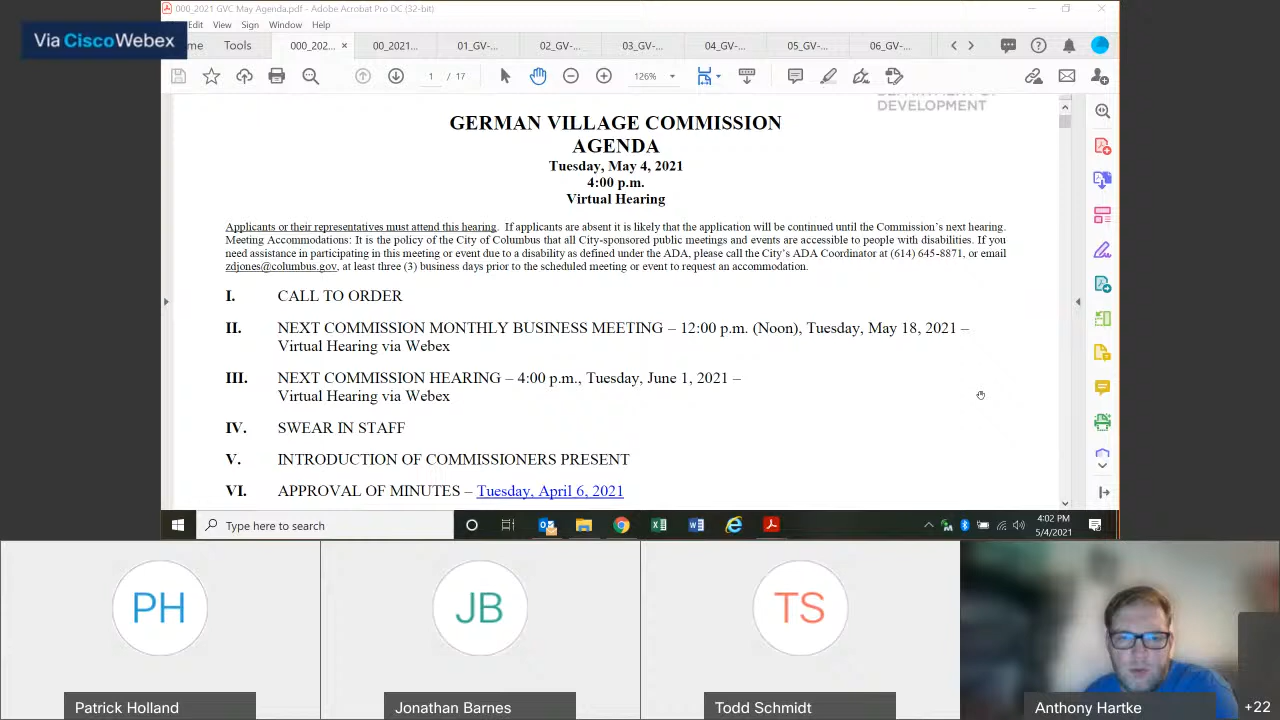 000_2021 GVC May Agenda.pdf - Adobe Acrobat Pro DC (32-bit)
Edit View Sign Window Help
Via Cisco Webex
me Tools 000_202... × 00_2021 01_GV-... 02_GV-... 03_GV-... 04_GV-... 05_GV-... 06_GV-...
1 / 17 126%
DEPARTMENT OF
DEVELOPMENT
GERMAN VILLAGE COMMISSION
AGENDA
Tuesday, May 4, 2021
4:00 p.m.
Virtual Hearing
Applicants or their representatives must attend this hearing. If applicants are absent it is likely that the application will be continued until the Commission's next hearing.
Meeting Accommodations: It is the policy of the City of Columbus that all City-sponsored public meetings and events are accessible to people with disabilities. If you
need assistance in participating in this meeting or event due to a disability as defined under the ADA, please call the City's ADA Coordinator at (614) 645-8871, or email
zdjones@columbus.gov, at least three (3) business days prior to the scheduled meeting or event to request an accommodation.
I. CALL TO ORDER
II. NEXT COMMISSION MONTHLY BUSINESS MEETING – 12:00 p.m. (Noon), Tuesday, May 18, 2021 –
Virtual Hearing via Webex
III. NEXT COMMISSION HEARING – 4:00 p.m., Tuesday, June 1, 2021 –
Virtual Hearing via Webex
IV. SWEAR IN STAFF
V. INTRODUCTION OF COMMISSIONERS PRESENT
VI. APPROVAL OF MINUTES – Tuesday, April 6, 2021
Type here to search
4:02 PM
5/4/2021
PH JB TS
Patrick Holland Jonathan Barnes Todd Schmidt Anthony Hartke +22